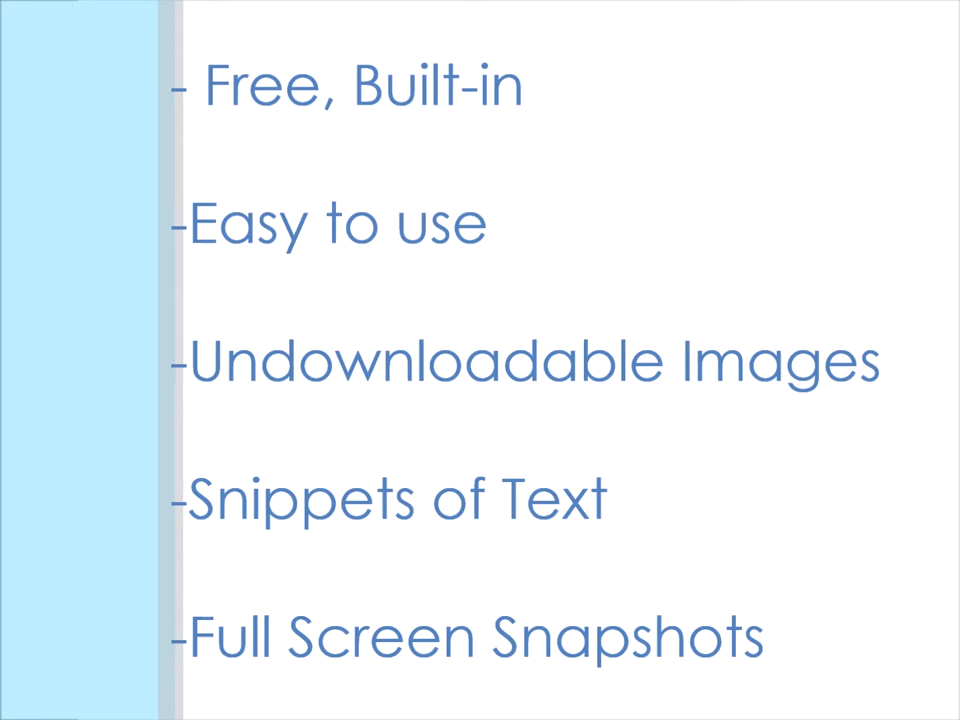 - Free, Built-in
-Easy to use
-Undownloadable Images
-Snippets of Text
-Full Screen Snapshots